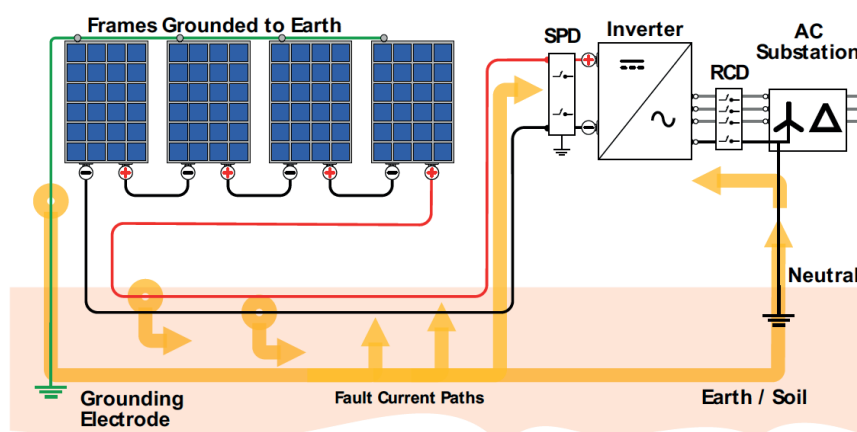 Frames Grounded to Earth
SPD
Inverter
RCD
AC
Substation
Neutral
Grounding
Electrode
Fault Current Paths
Earth / Soil